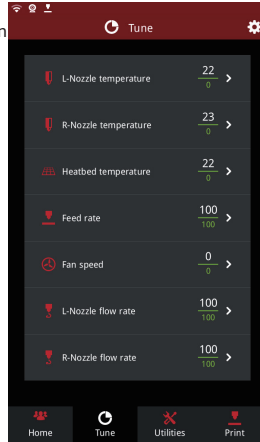 Tune
L-Nozzle temperature 22
0
R-Nozzle temperature 23
0
Heatbed temperature 22
0
Feed rate 100
100
Fan speed 0
0
L-Nozzle flow rate 100
100
R-Nozzle flow rate 100
100
Home Tune Utilities Print